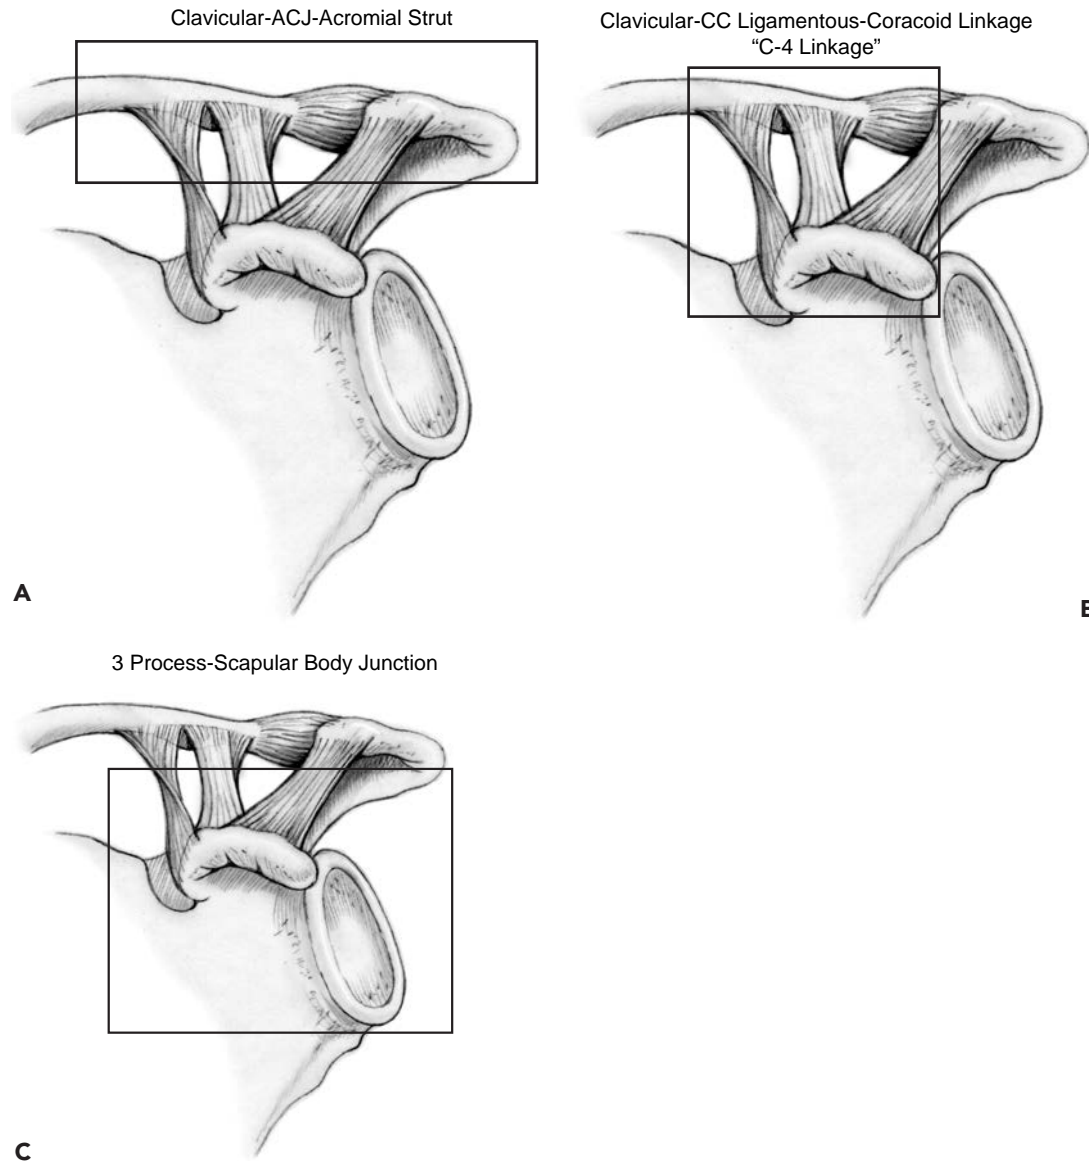 Clavicular-ACJ-Acromial Strut
Clavicular-CC Ligamentous-Coracoid Linkage
“C-4 Linkage”
A
3 Process-Scapular Body Junction
C